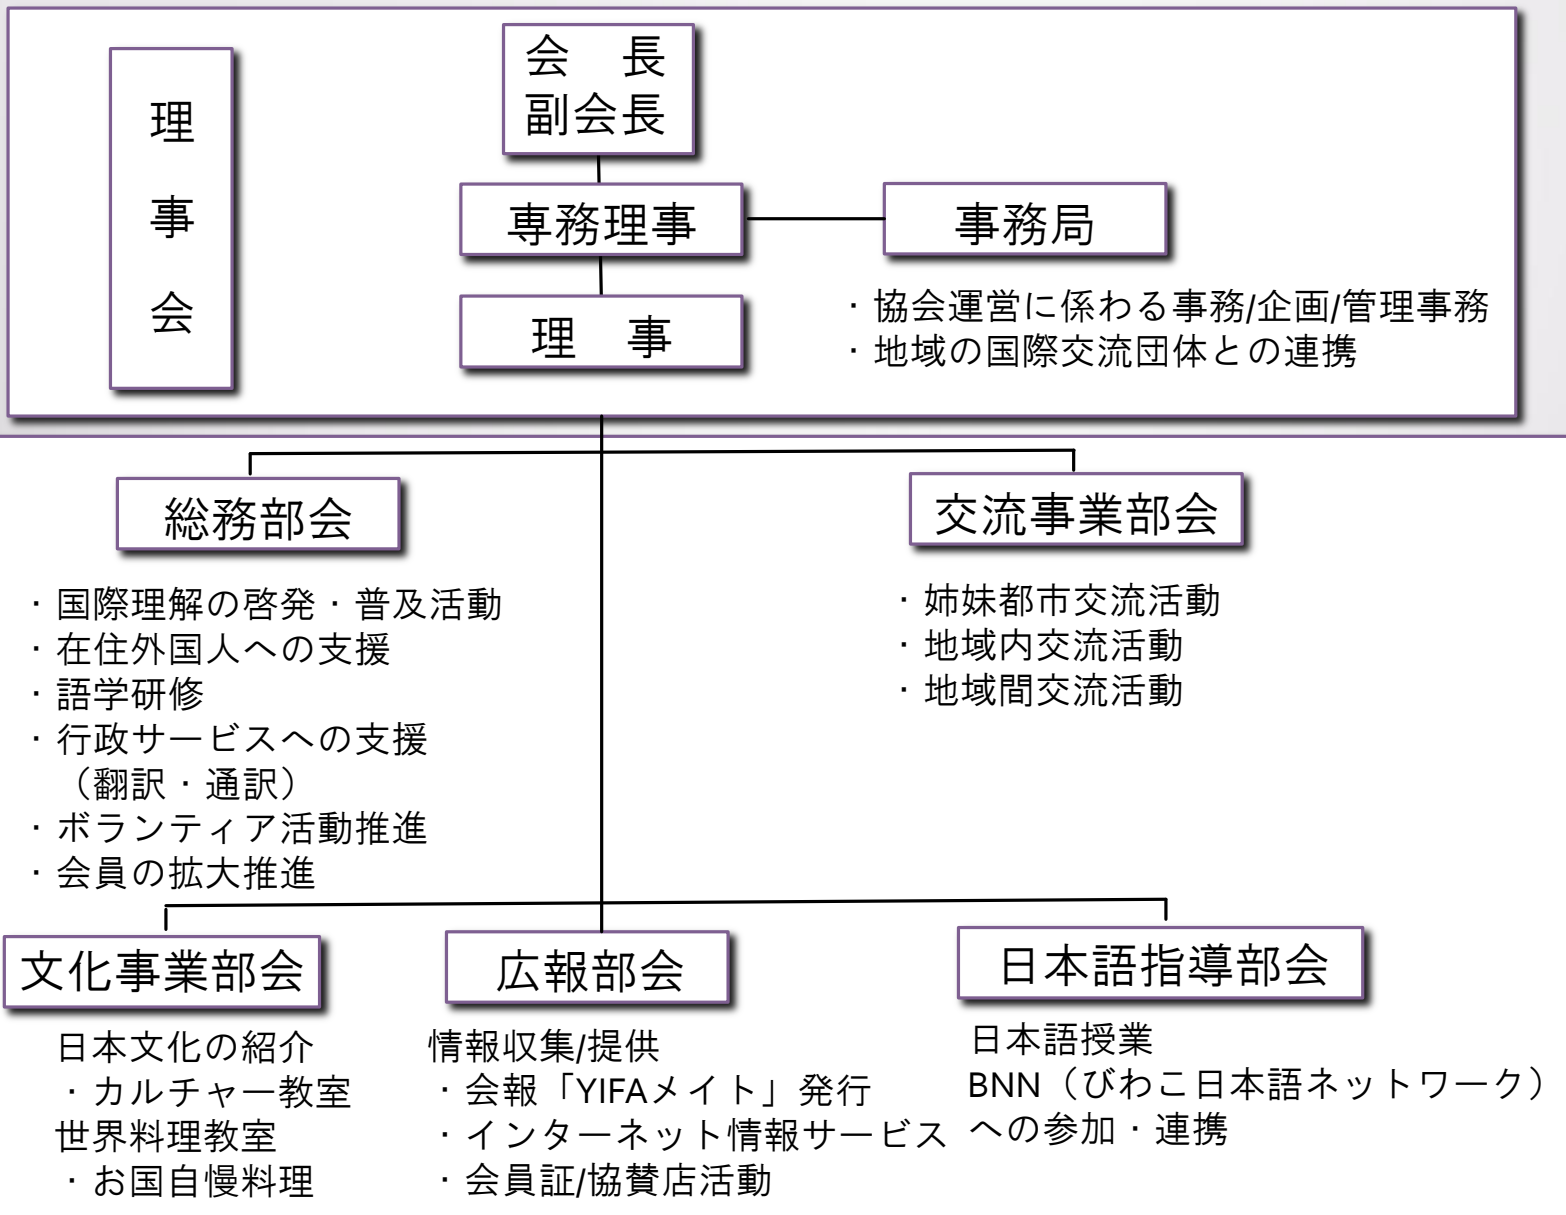 理事会
会　長
副会長
専務理事
事務局
理　事
・協会運営に係わる事務/企画/管理事務
・地域の国際交流団体との連携
総務部会
・国際理解の啓発・普及活動
・在住外国人への支援
・語学研修
・行政サービスへの支援
（翻訳・通訳）
・ボランティア活動推進
・会員の拡大推進
交流事業部会
・姉妹都市交流活動
・地域内交流活動
・地域間交流活動
文化事業部会
日本文化の紹介
・カルチャー教室
世界料理教室
・お国自慢料理
広報部会
情報収集/提供
・会報「YIFAメイト」発行
・インターネット情報サービス
・会員証/協賛店活動
日本語指導部会
日本語授業
BNN（びわこ日本語ネットワーク）
への参加・連携